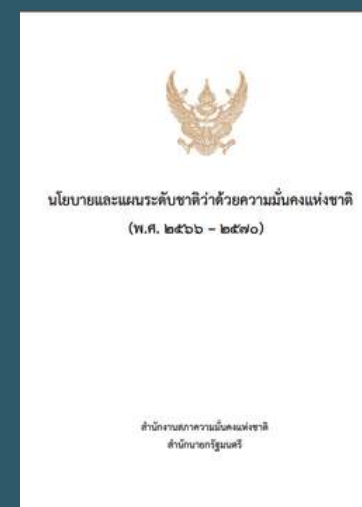 นโยบายและแผนระดับชาติว่าด้วยความมั่นคงแห่งชาติ
(พ.ศ. ๒๕๖๖ – ๒๕๗๐)
สำนักงานสภาความมั่นคงแห่งชาติ
สำนักนายกรัฐมนตรี